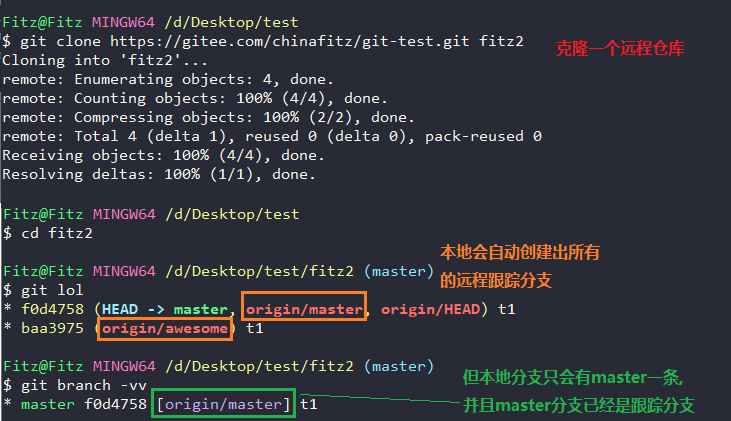 Fitz@Fitz MINGW64 /d/Desktop/test
$ git clone https://gitee.com/chinafitz/git-test.git fitz2
克隆一个远程仓库
Cloning into 'fitz2'...
remote: Enumerating objects: 4, done.
remote: Counting objects: 100% (4/4), done.
remote: Compressing objects: 100% (2/2), done.
remote: Total 4 (delta 1), reused 0 (delta 0), pack-reused 0
Receiving objects: 100% (4/4), done.
Resolving deltas: 100% (1/1), done.
Fitz@Fitz MINGW64 /d/Desktop/test
$ cd fitz2
本地会自动创建出所有
的远程跟踪分支
Fitz@Fitz MINGW64 /d/Desktop/test/fitz2 (master)
$ git lol
* f0d4758 (HEAD -> master, origin/master, origin/HEAD) t1
* baa3975 (origin/awesome) t1
Fitz@Fitz MINGW64 /d/Desktop/test/fitz2 (master)
$ git branch -vv
* master f0d4758 [origin/master] t1
但本地分支只会有master一条,
并且master分支已经是跟踪分支